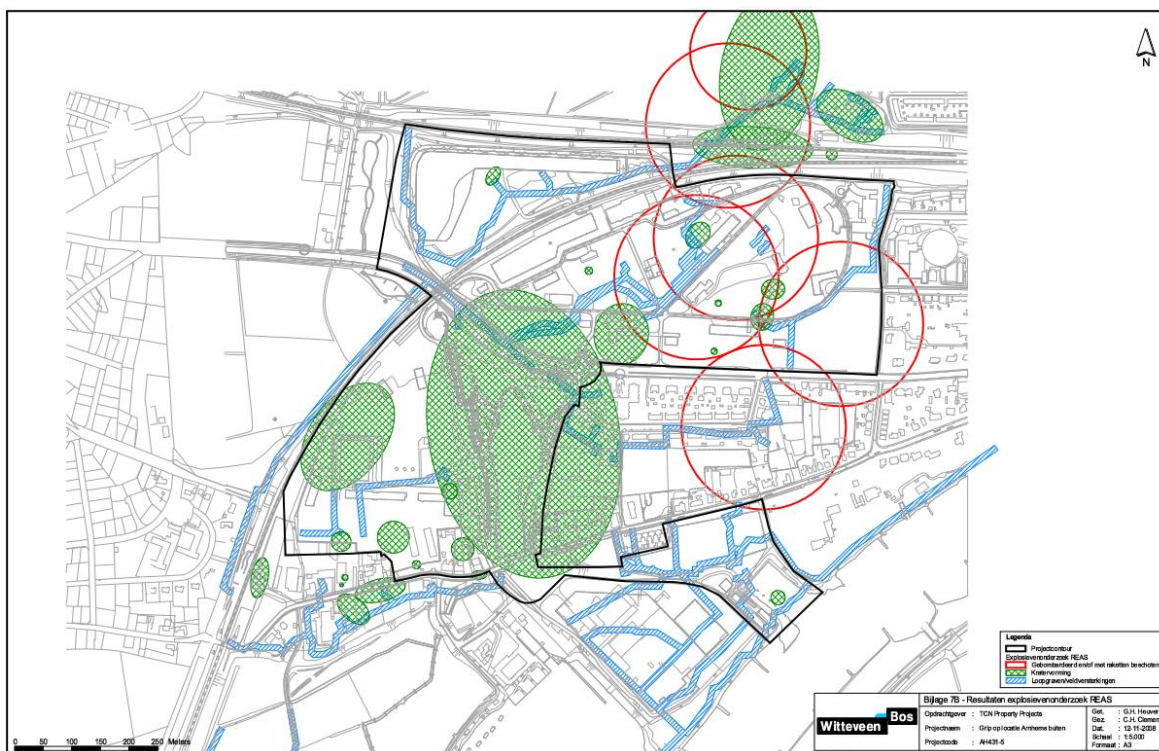 N
Legenda
Projectcontour
Explosievenonderzoek REAS
Gebombardeerd en/of met raketten beschoten
Kratervorming
Loopgraven/veldversterkingen
Bijlage 7B - Resultaten explosievenonderzoek REAS
Witteveen Bos
Opdrachtgever : TCN Property Projects
Projectnaam : Grip op locatie Arnhems buiten
Projectcode : AH431-5
Get. : G.H. Heuver
Gez. : C.H. Clemen
Dat. : 12-11-2008
Schaal : 1:5.000
Formaat : A3
0 50 100 150 200 250 Meters